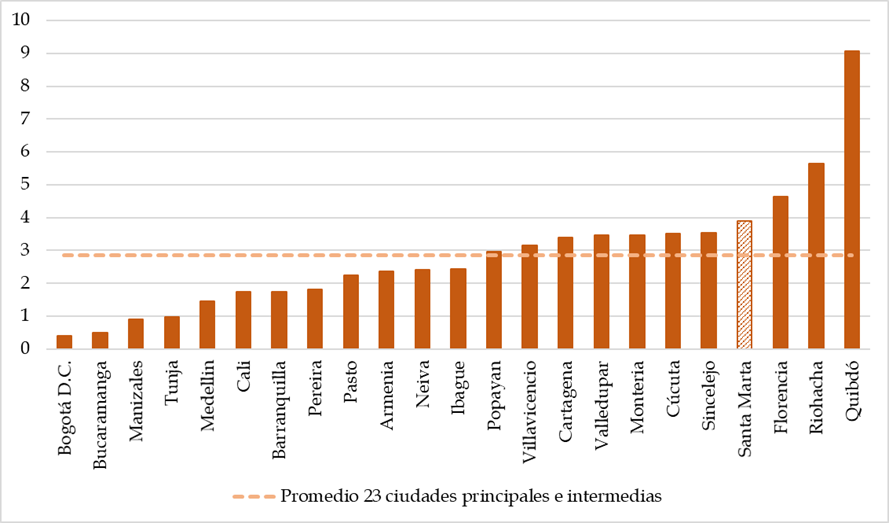 10
9
8
7
6
5
4
3
2
1
0
Bogotá D.C.
Bucaramanga
Manizales
Tunja
Medellin
Cali
Barranquilla
Pereira
Pasto
Armenia
Neiva
Ibague
Popayan
Villavicencio
Cartagena
Valledupar
Monteria
Cúcuta
Sincelejo
Santa Marta
Florencia
Riohacha
Quibdó
Promedio 23 ciudades principales e intermedias